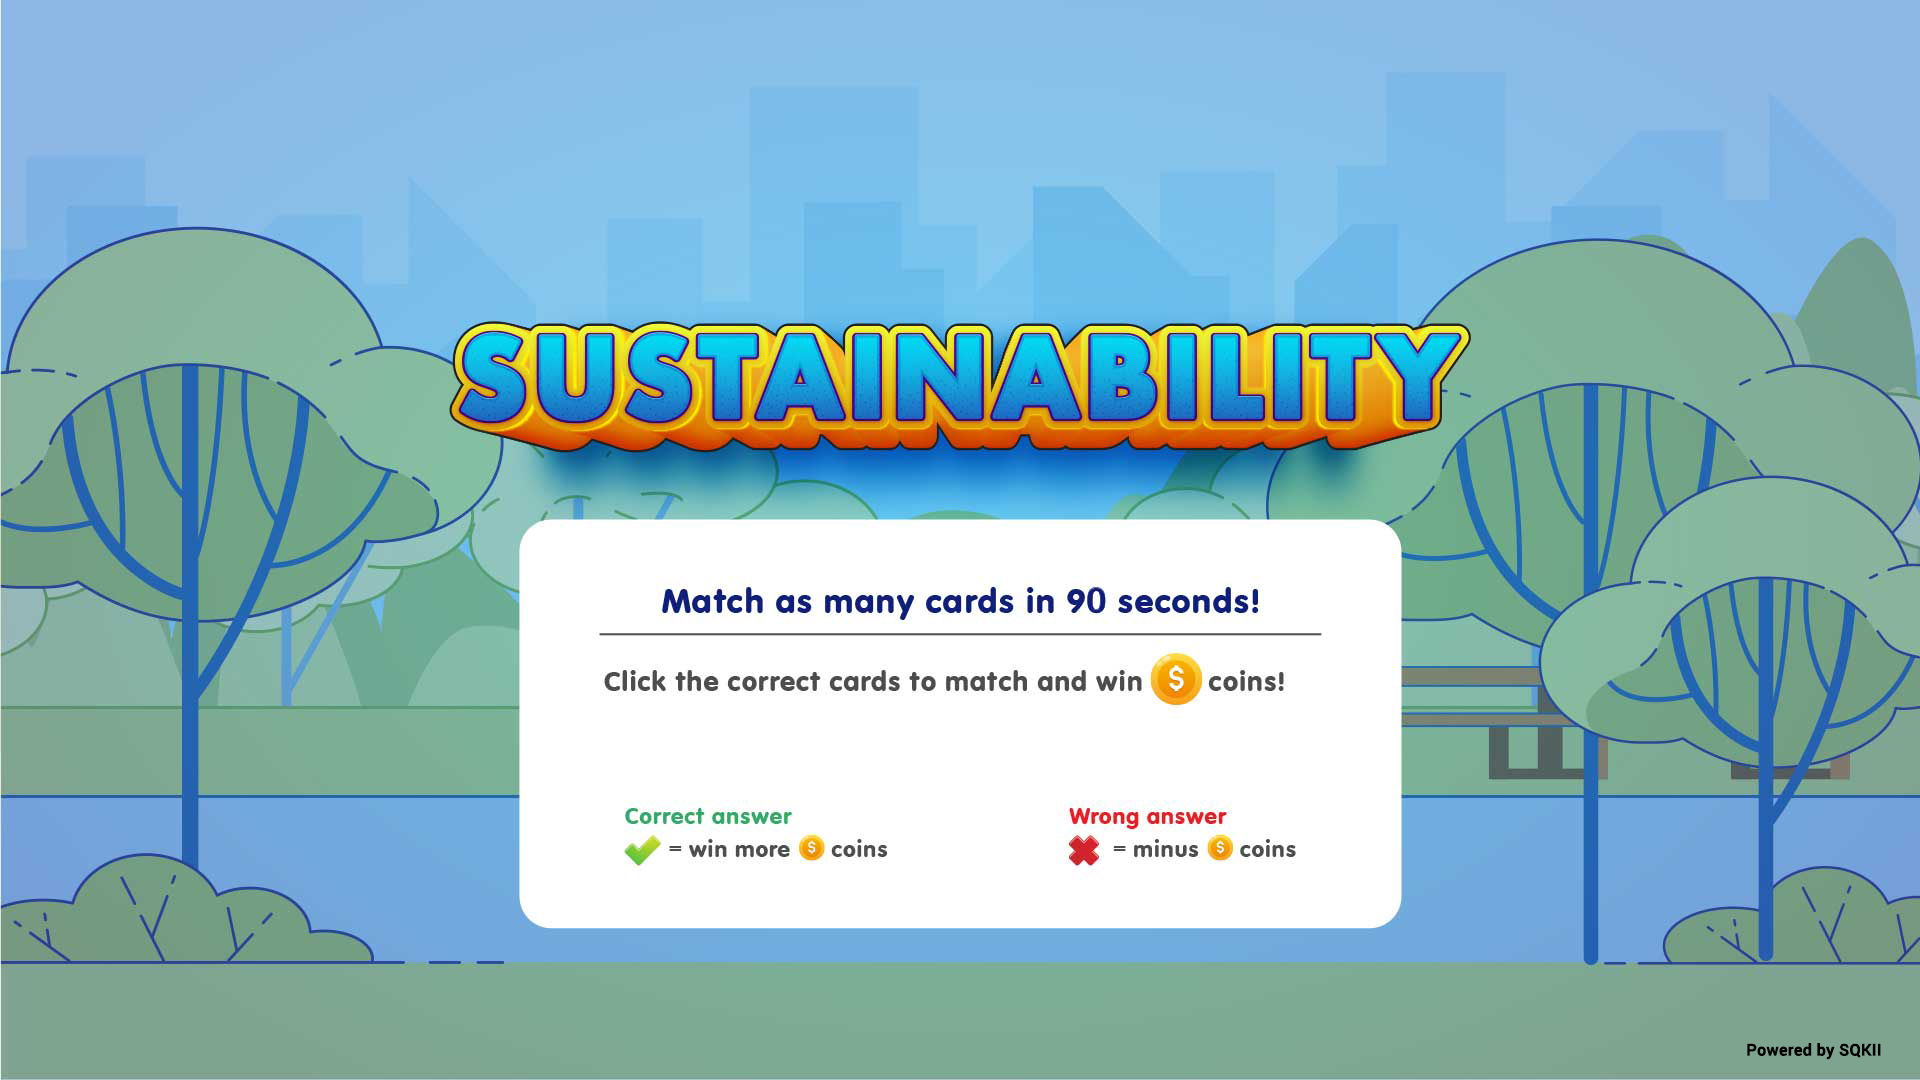 SUSTAINABILITY
Match as many cards in 90 seconds!
Click the correct cards to match and win $ coins!
Correct answer
= win more $ coins
Wrong answer
= minus $ coins
Powered by SQKII